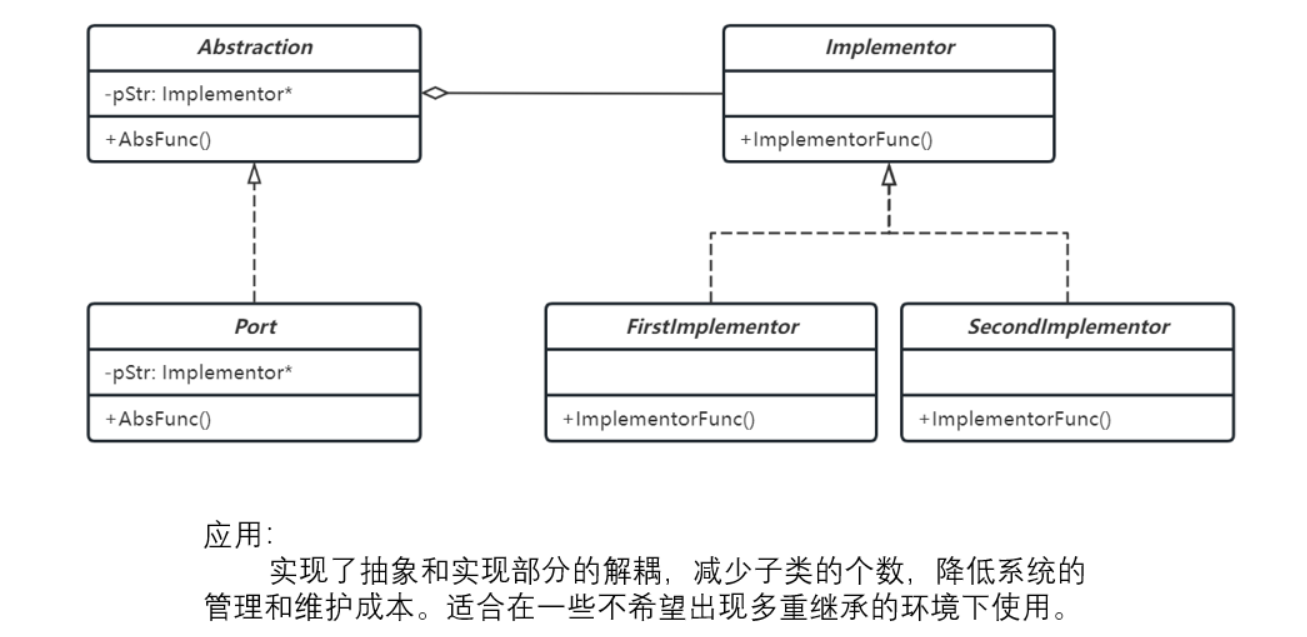 Abstraction
-pStr: Implementor*
+AbsFunc()
Implementor
+ImplementorFunc()
Port
-pStr: Implementor*
+AbsFunc()
FirstImplementor
+ImplementorFunc()
SecondImplementor
+ImplementorFunc()
应用：
实现了抽象和实现部分的解耦，减少子类的个数，降低系统的
管理和维护成本。适合在一些不希望出现多重继承的环境下使用。